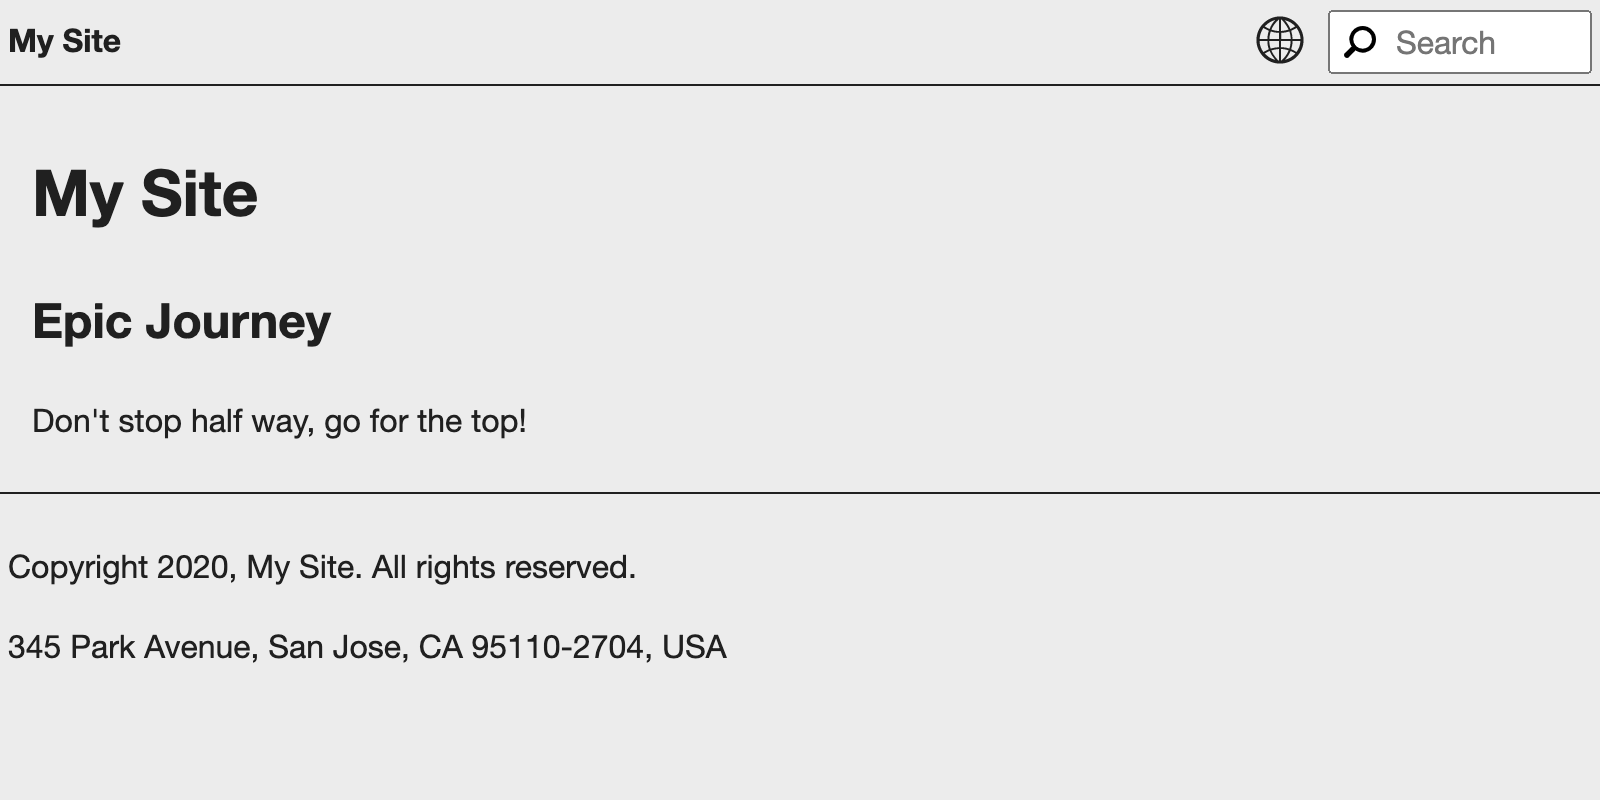 My Site
Search
My Site
Epic Journey
Don't stop half way, go for the top!
Copyright 2020, My Site. All rights reserved.
345 Park Avenue, San Jose, CA 95110-2704, USA